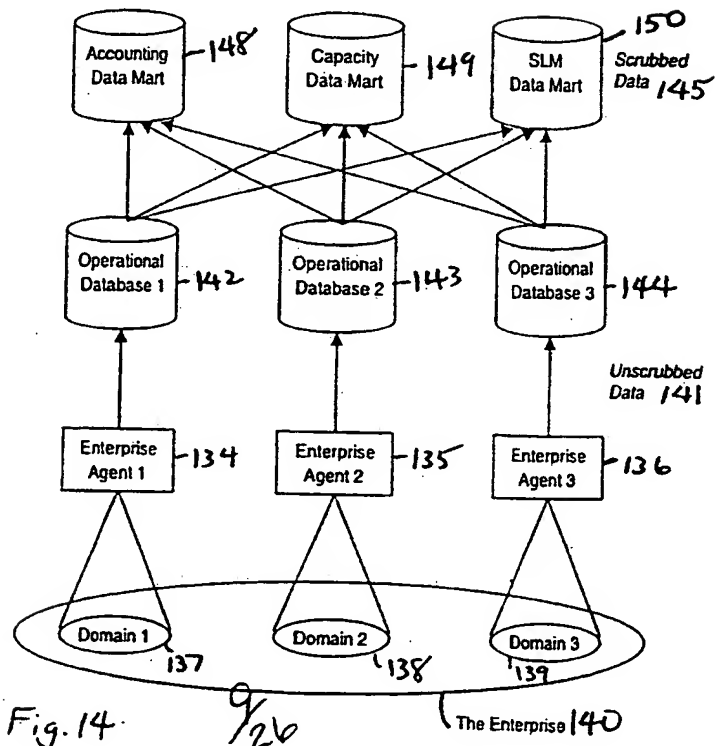 Accounting
Data Mart
148
Capacity
Data Mart
149
SLM
Data Mart
150
Scrubbed
Data 145
Operational
Database 1
142
Operational
Database 2
143
Operational
Database 3
144
Unscrubbed
Data 141
Enterprise
Agent 1
134
Enterprise
Agent 2
135
Enterprise
Agent 3
136
Domain 1
137
Domain 2
138
Domain 3
139
Fig. 14
9/26
The Enterprise 140